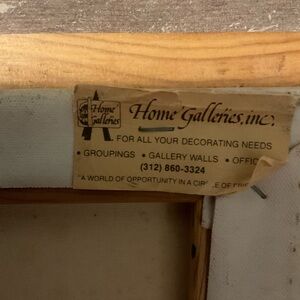 Home
Galleries
Home Galleries, inc.
FOR ALL YOUR DECORATING NEEDS
• GROUPINGS • GALLERY WALLS • OFFIC
(312) 860-3324
"A WORLD OF OPPORTUNITY IN A CIRCLE OF FRIE